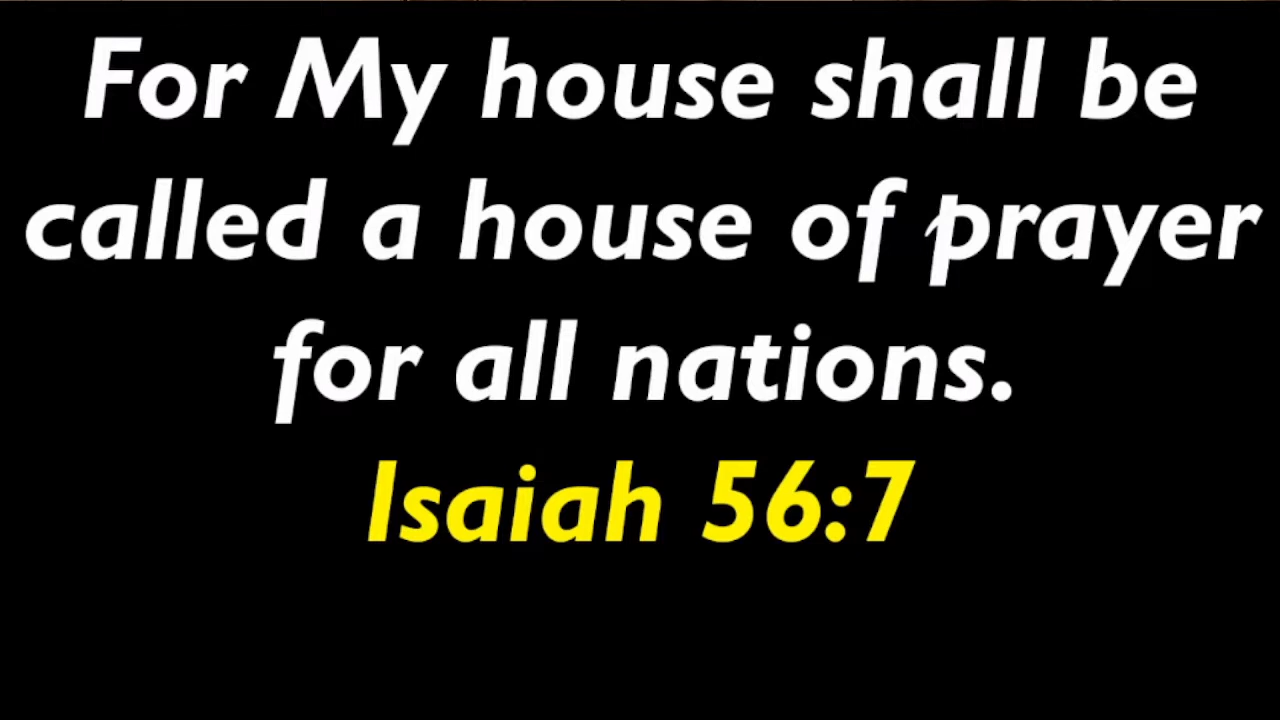 For My house shall be
called a house of prayer
for all nations.
Isaiah 56:7